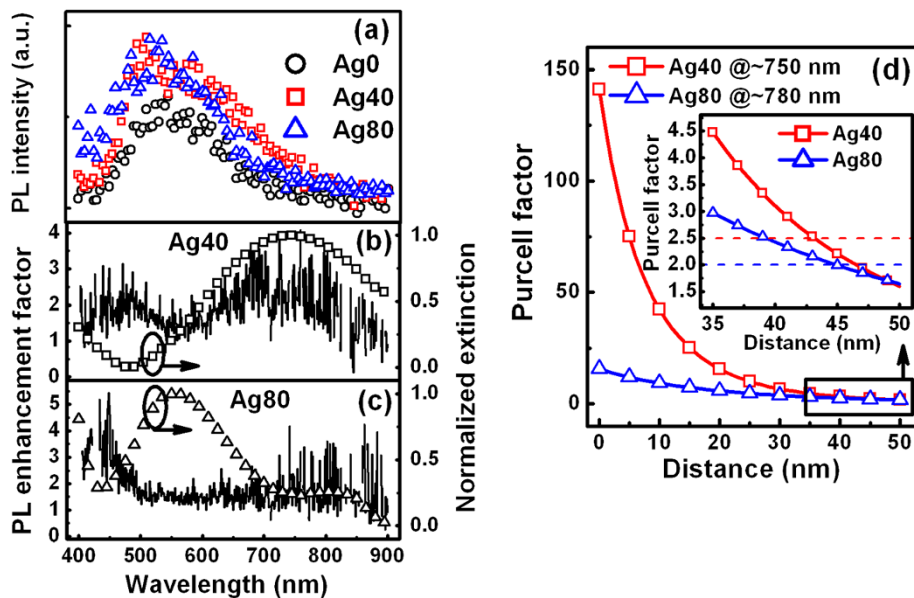 (a)
Ag0
Ag40
Ag80
PL intensity (a.u.)
(b)
Ag40
4
3
2
1
0
1.0
0.5
0.0
(c)
Ag80
5
4
3
2
1
1.0
0.5
0.0
PL enhancement factor
Normalized extinction
400 500 600 700 800 900
Wavelength (nm)
(d)
Ag40 @~750 nm
Ag80 @~780 nm
150
100
50
0
Purcell factor
0 10 20 30 40 50
Distance (nm)
Ag40
Ag80
4.5
4.0
3.5
3.0
2.5
2.0
1.5
Purcell factor
35 40 45 50
Distance (nm)